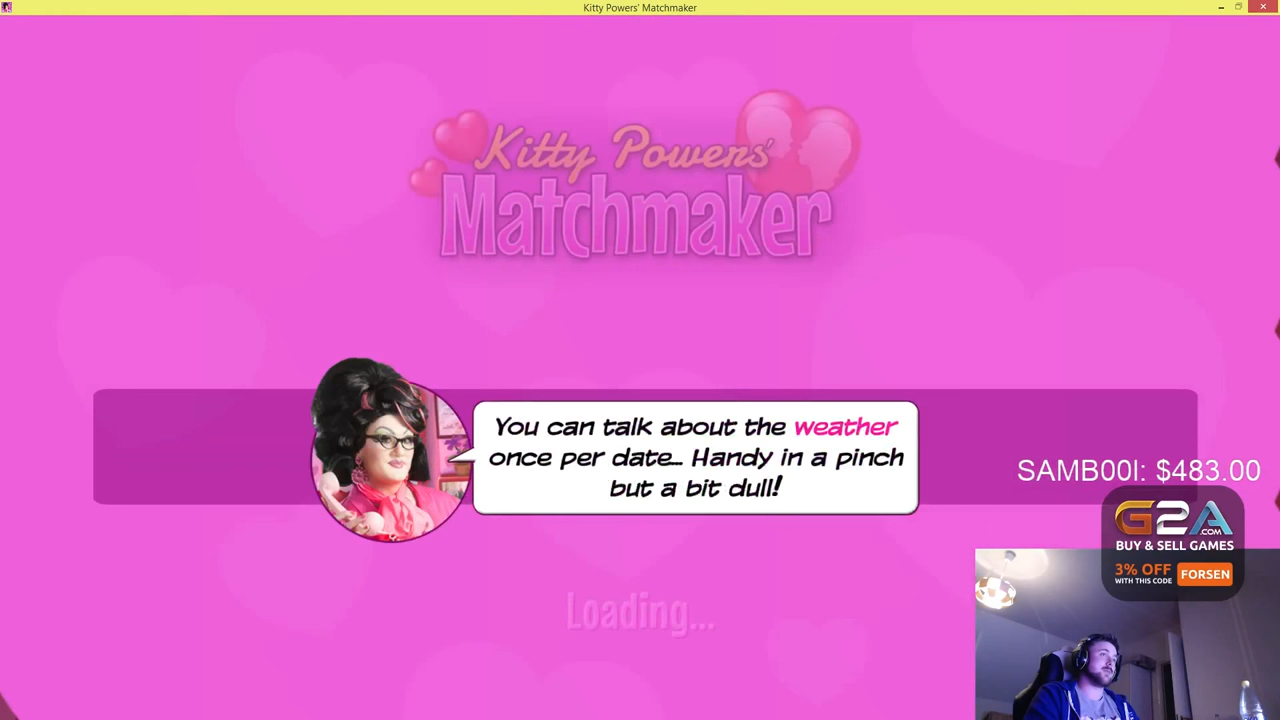 Kitty Powers' Matchmaker
Kitty Powers'
Matchmaker
You can talk about the weather
once per date... Handy in a pinch
but a bit dull!
SAMB00I: $483.00
G2A
.COM
BUY & SELL GAMES
3% OFF
WITH THIS CODE
FORSEN
Loading...